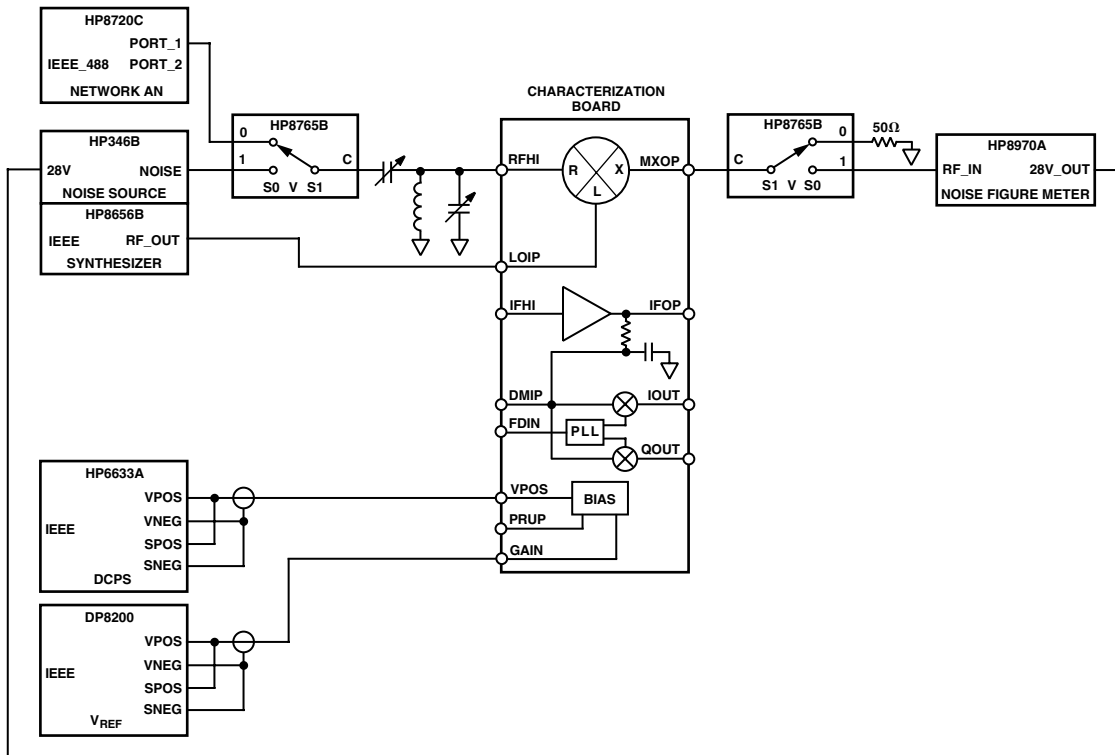 HP8720C
PORT_1
IEEE_488 PORT_2
NETWORK AN
HP346B
28V NOISE
NOISE SOURCE
HP8656B
IEEE RF_OUT
SYNTHESIZER
HP8765B
0
1 C
S0 V S1
CHARACTERIZATION
BOARD
RFHI R X MXOP
L
LOIP
IFHI IFOP
DMIP IOUT
FDIN PLL
QOUT
VPOS BIAS
PRUP
GAIN
HP8765B
0
C 1
S1 V S0
50Ω
HP8970A
RF_IN 28V_OUT
NOISE FIGURE METER
HP6633A
VPOS
IEEE VNEG
SPOS
SNEG
DCPS
DP8200
VPOS
IEEE VNEG
SPOS
SNEG
VREF